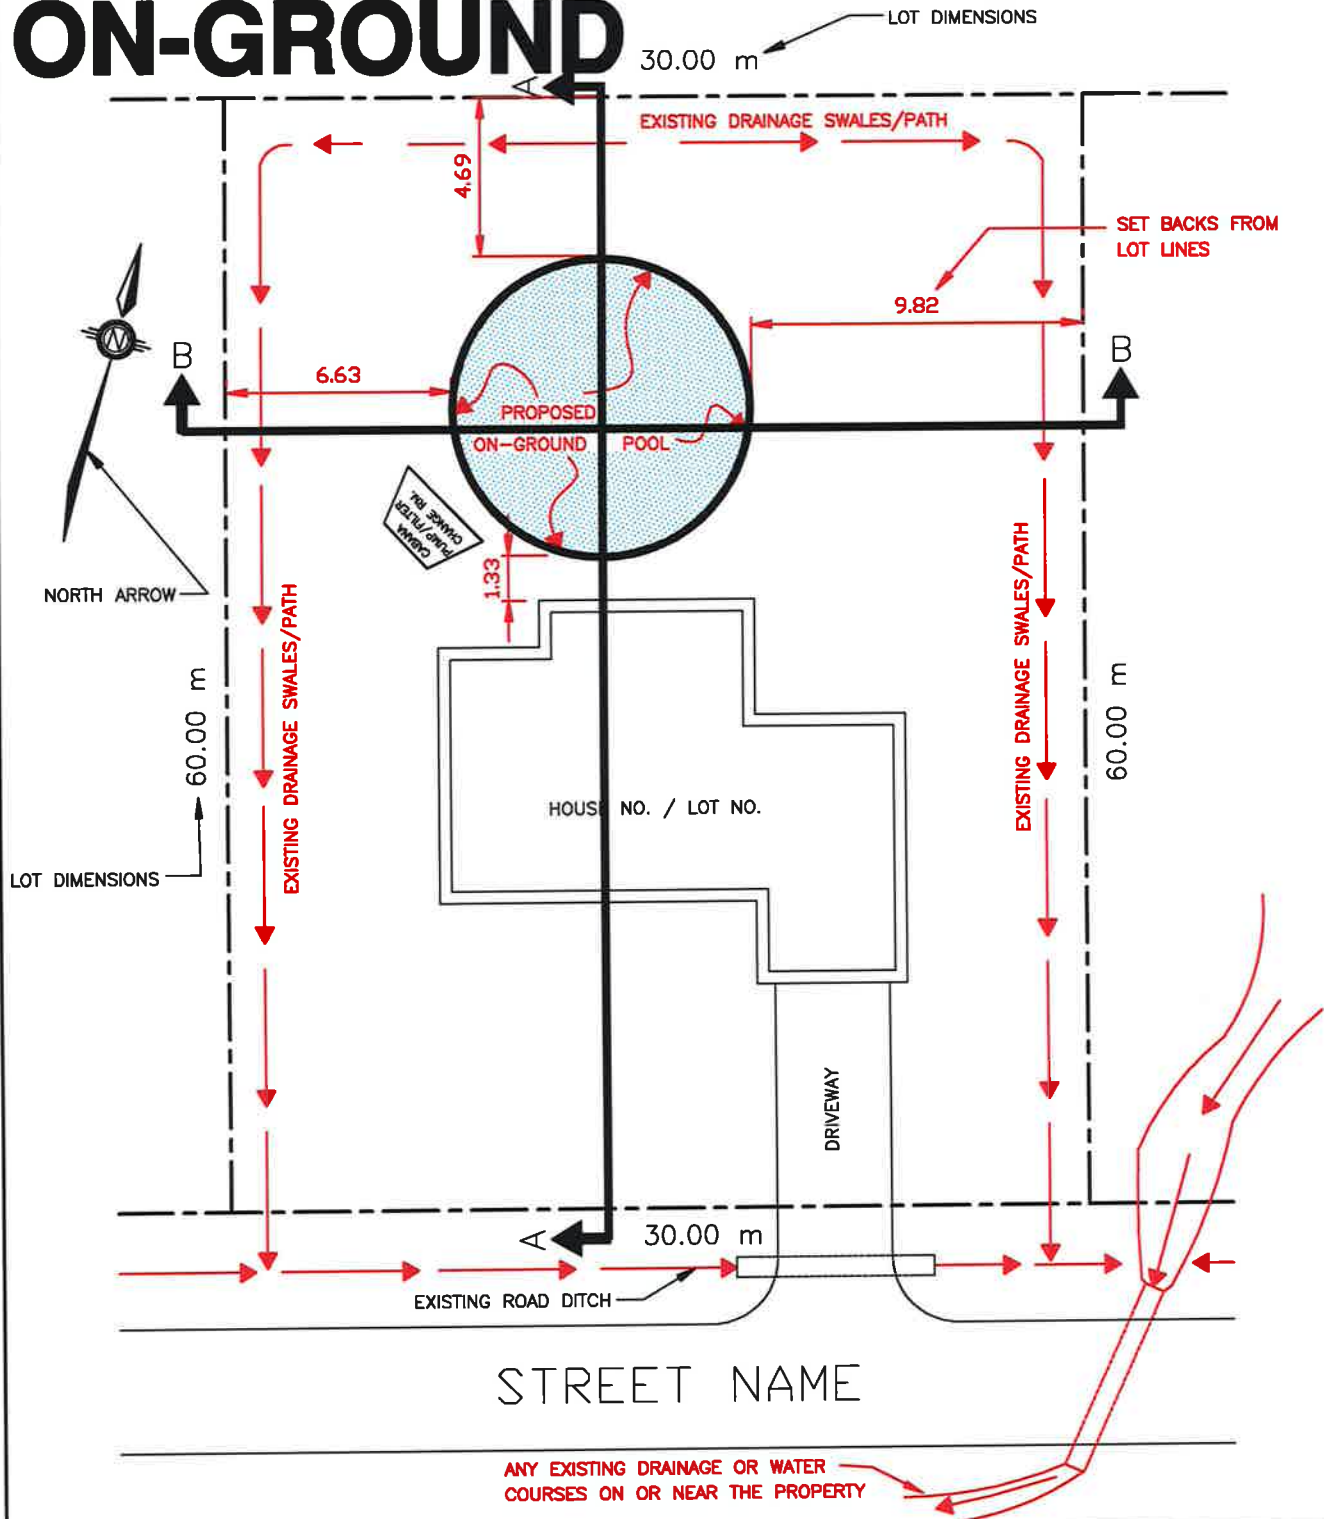 ON-GROUND
LOT DIMENSIONS
30.00 m
A
EXISTING DRAINAGE SWALES/PATH
4.69
SET BACKS FROM
LOT LINES
9.82
N
B
B
6.63
PROPOSED
ON-GROUND POOL
CABANA
PUMP/FILTER
CHANGE RM.
1.33
NORTH ARROW
EXISTING DRAINAGE SWALES/PATH
EXISTING DRAINAGE SWALES/PATH
60.00 m
60.00 m
HOUSE NO. / LOT NO.
LOT DIMENSIONS
DRIVEWAY
A
30.00 m
EXISTING ROAD DITCH
STREET NAME
ANY EXISTING DRAINAGE OR WATER
COURSES ON OR NEAR THE PROPERTY